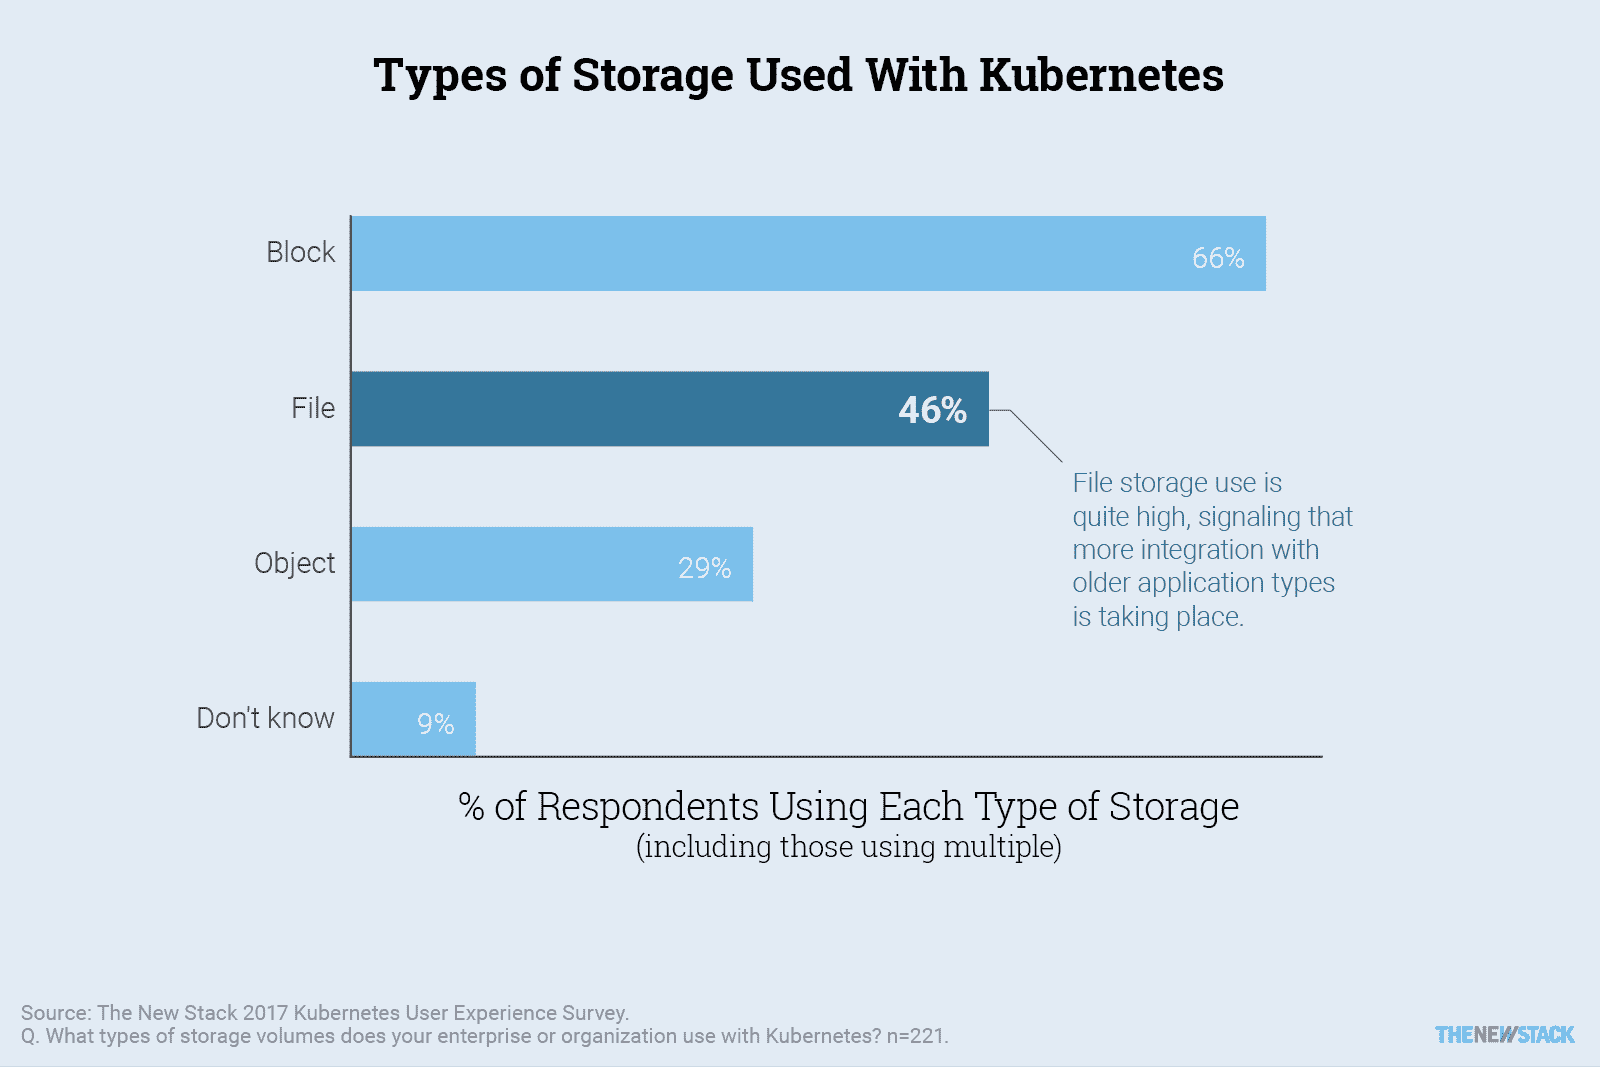 Types of Storage Used With Kubernetes
Block
66%
File
46%
File storage use is
quite high, signaling that
more integration with
older application types
is taking place.
Object
29%
Don't know
9%
% of Respondents Using Each Type of Storage
(including those using multiple)
Source: The New Stack 2017 Kubernetes User Experience Survey.
Q. What types of storage volumes does your enterprise or organization use with Kubernetes? n=221.
THENEWSTACK